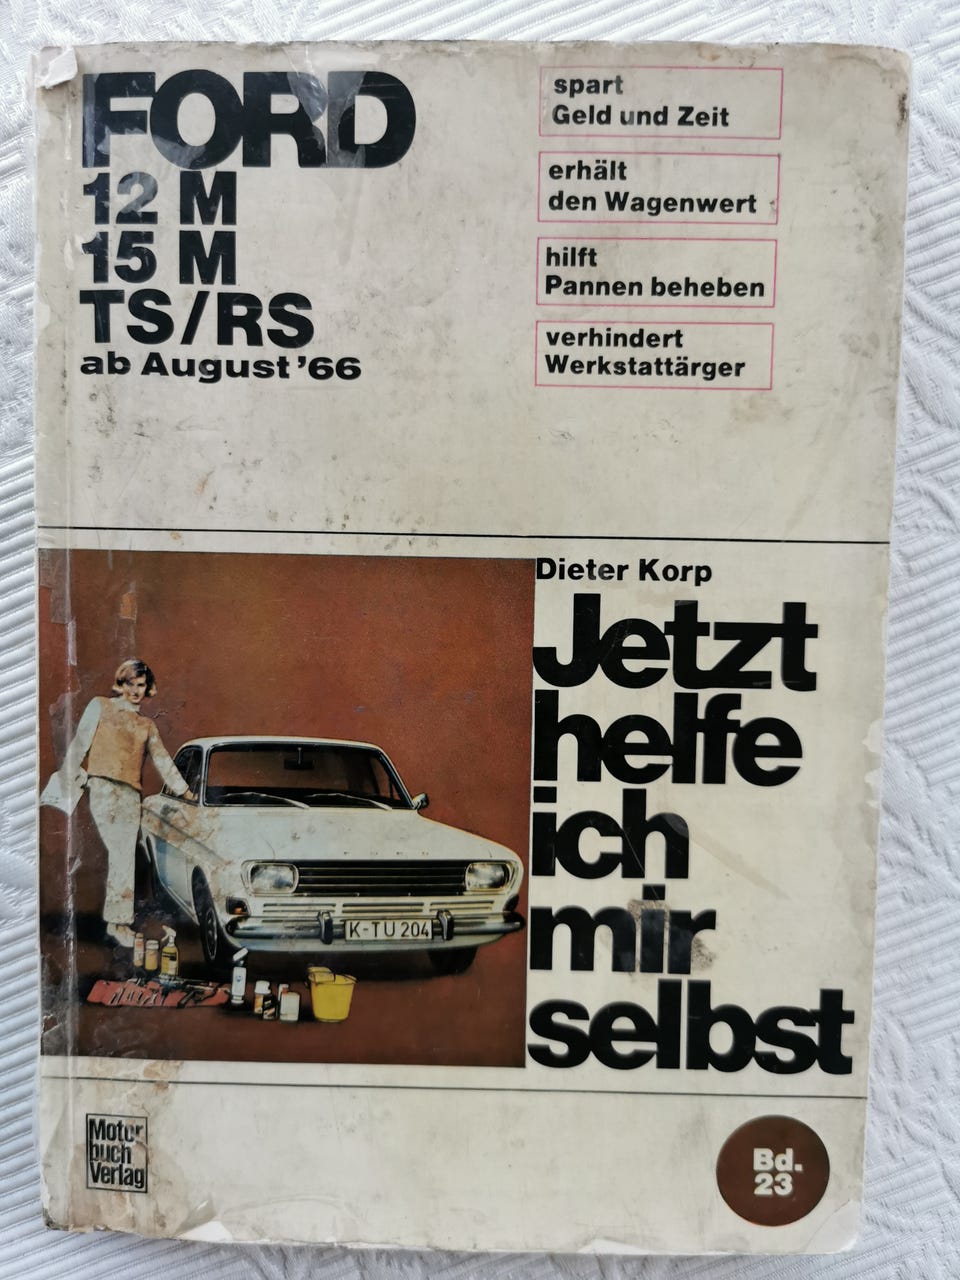 FORD
12 M
15 M
TS/RS
ab August '66
spart
Geld und Zeit
erhält
den Wagenwert
hilft
Pannen beheben
verhindert
Werkstattärger
Dieter Korp
Jetzt
helfe
ich
mir
selbst
FORD
K-TU 204
Motor
buch
Verlag
Bd.
23